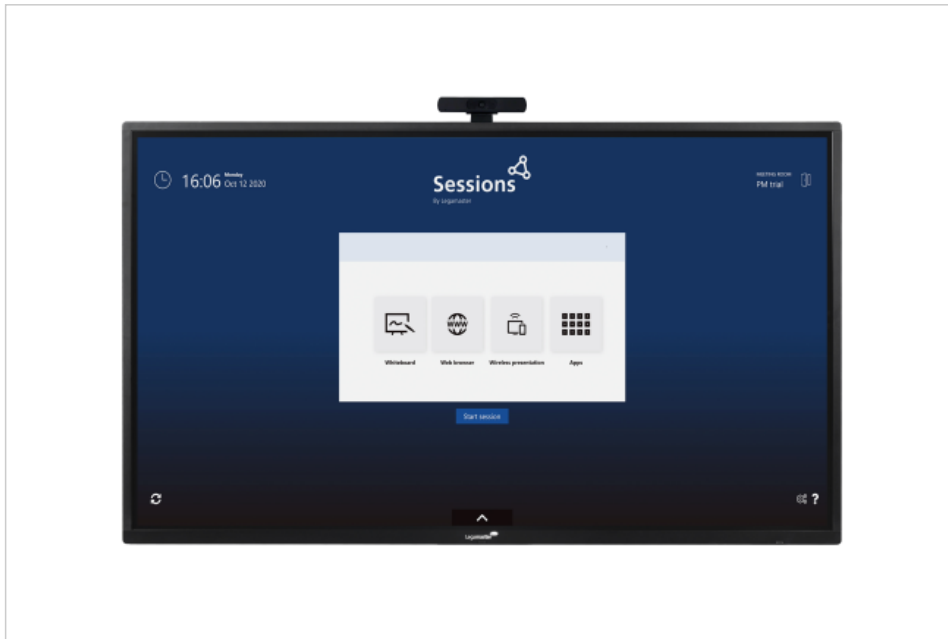 16:06 Monday
Oct 12 2020
Sessions
By Legamaster
MEETING ROOM
PM trial
WWW
Whiteboard
Web browser
Wireless presentation
Apps
Start session
?
Legamaster